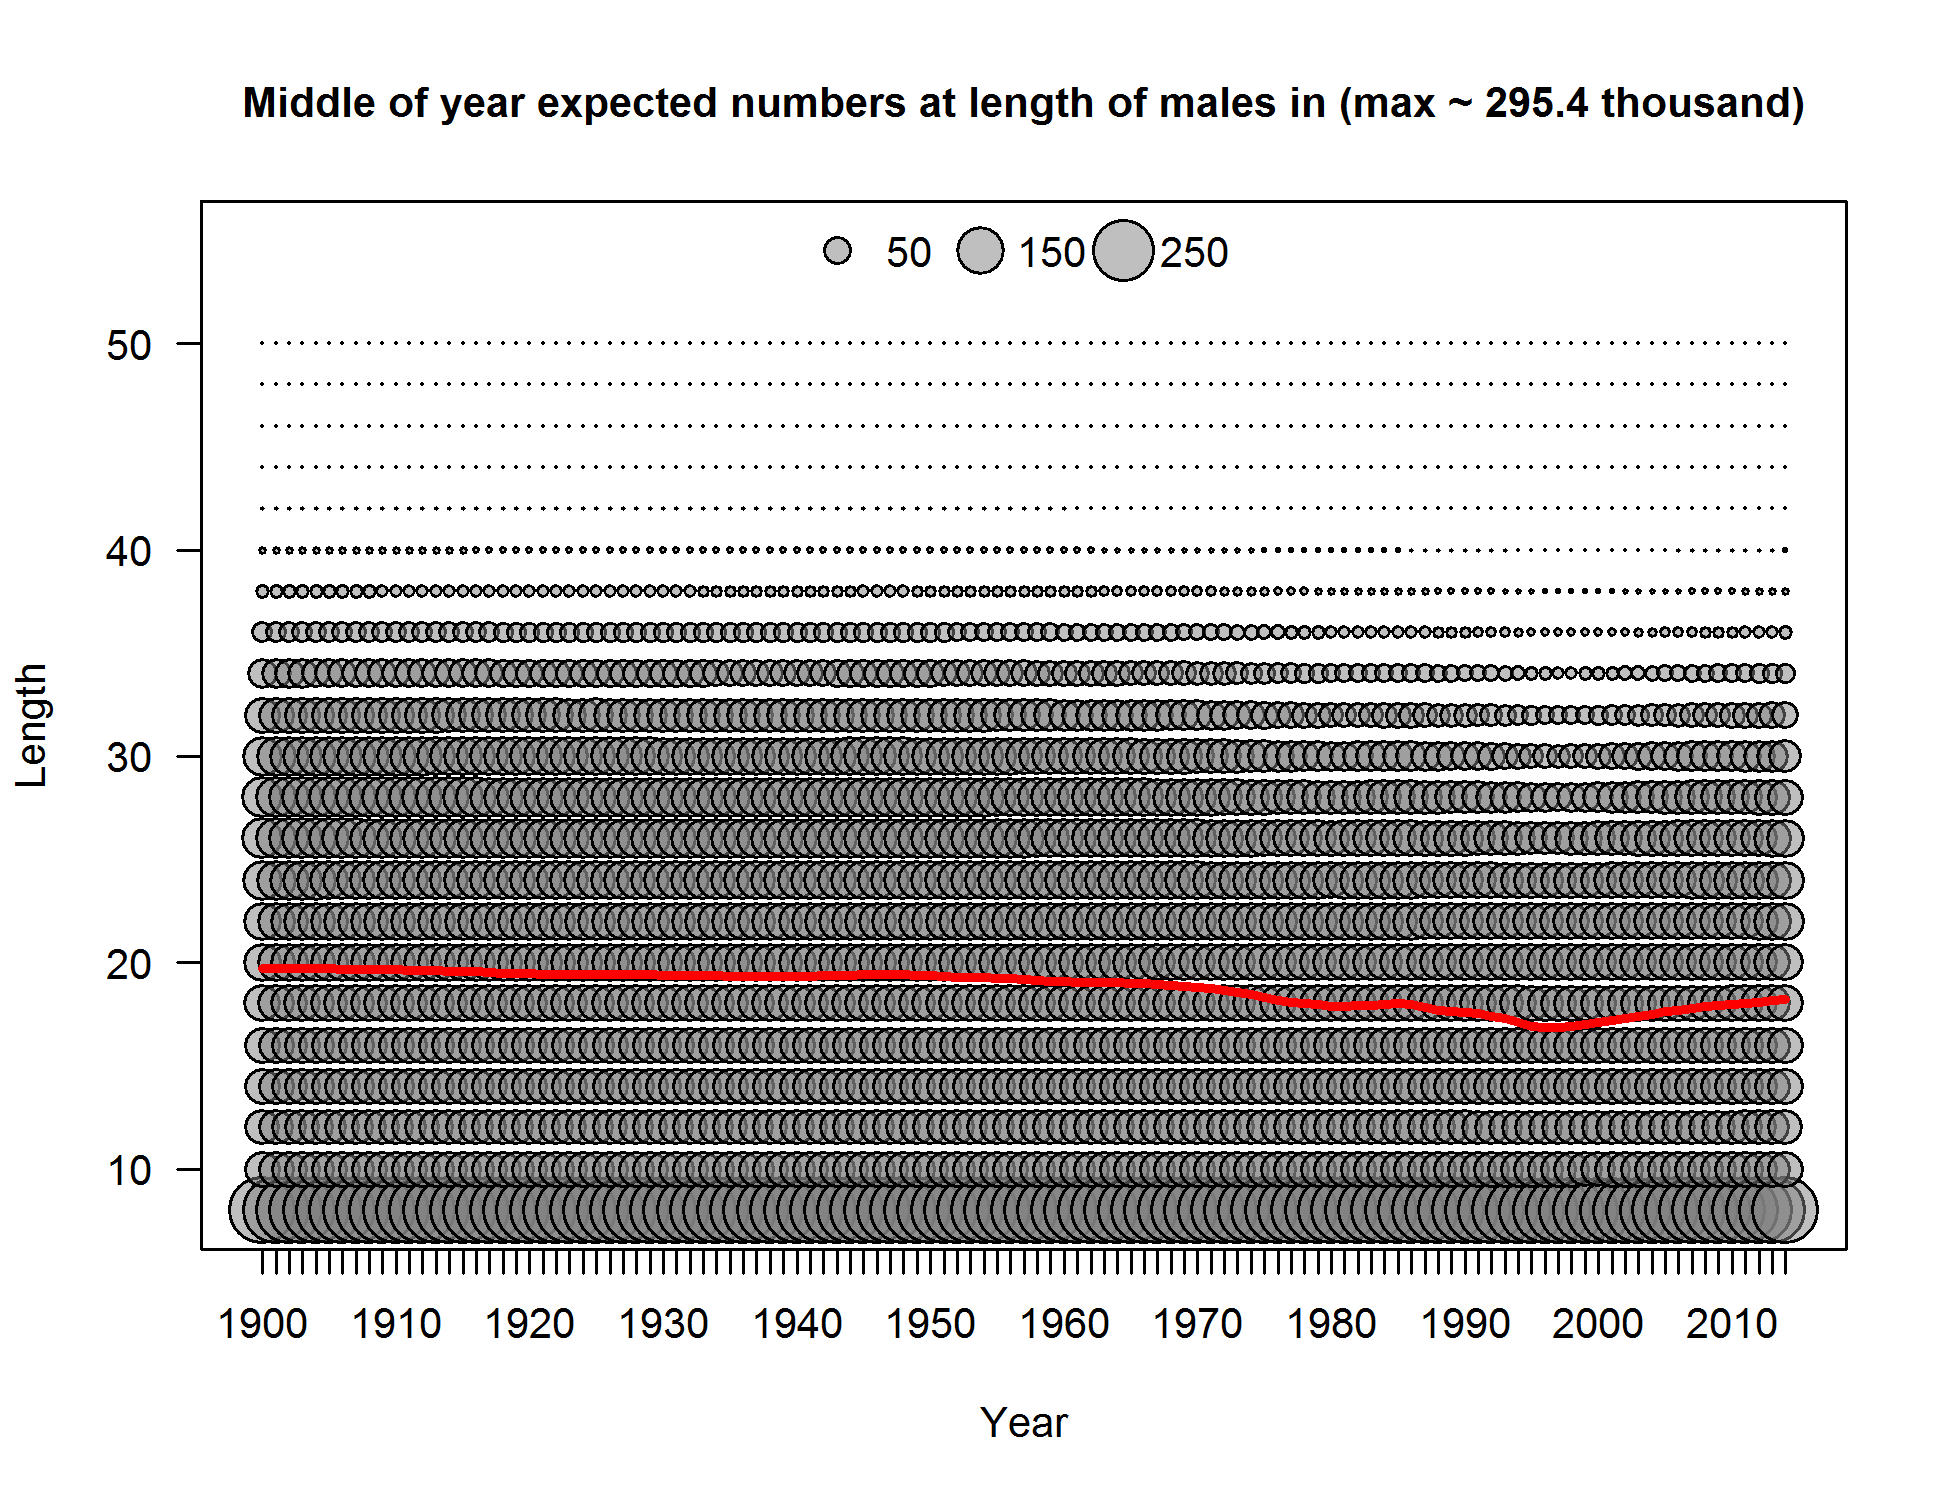 Middle of year expected numbers at length of males in (max ~ 295.4 thousand)
50 150 250
50
40
30
20
10
Length
1900 1910 1920 1930 1940 1950 1960 1970 1980 1990 2000 2010
Year